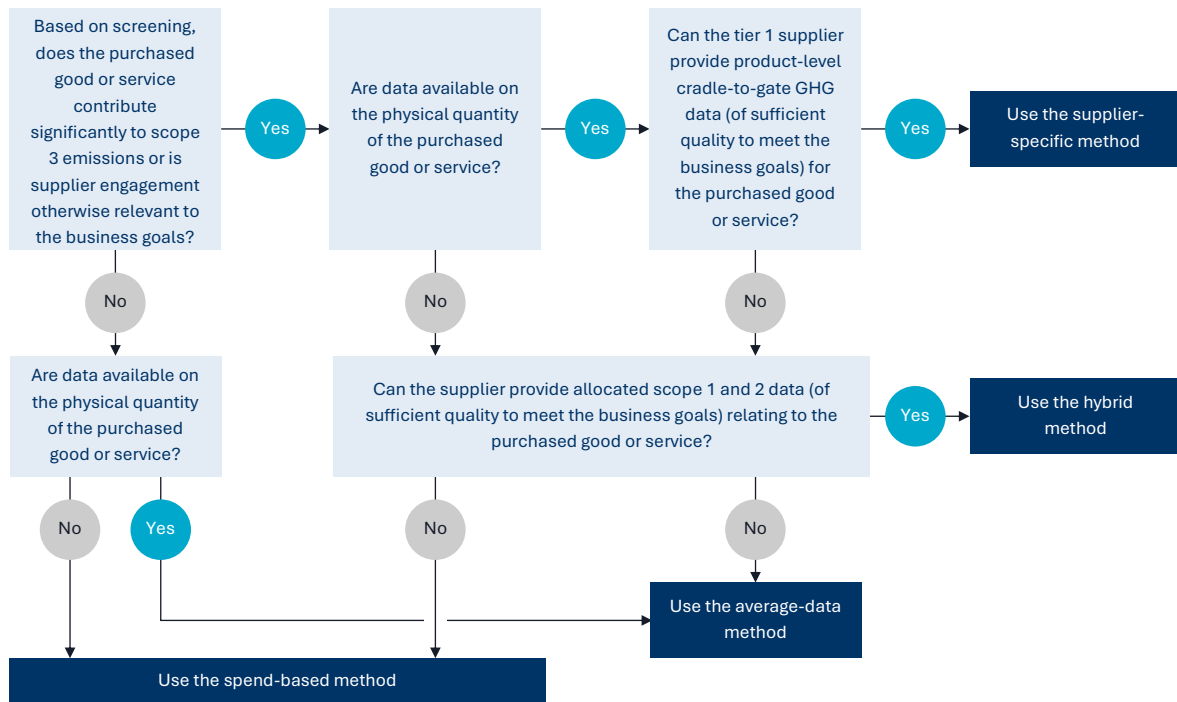 Based on screening,
does the purchased
good or service
contribute
significantly to scope
3 emissions or is
supplier engagement
otherwise relevant to
the business goals?
Yes
Are data available on
the physical quantity
of the purchased
good or service?
Yes
Can the tier 1 supplier
provide product-level
cradle-to-gate GHG
data (of sufficient
quality to meet the
business goals) for
the purchased good
or service?
Yes
Use the supplier-
specific method
No
No
No
Are data available on
the physical quantity
of the purchased
good or service?
Can the supplier provide allocated scope 1 and 2 data (of
sufficient quality to meet the business goals) relating to the
purchased good or service?
Yes
Use the hybrid
method
No
Yes
No
No
Use the average-data
method
Use the spend-based method